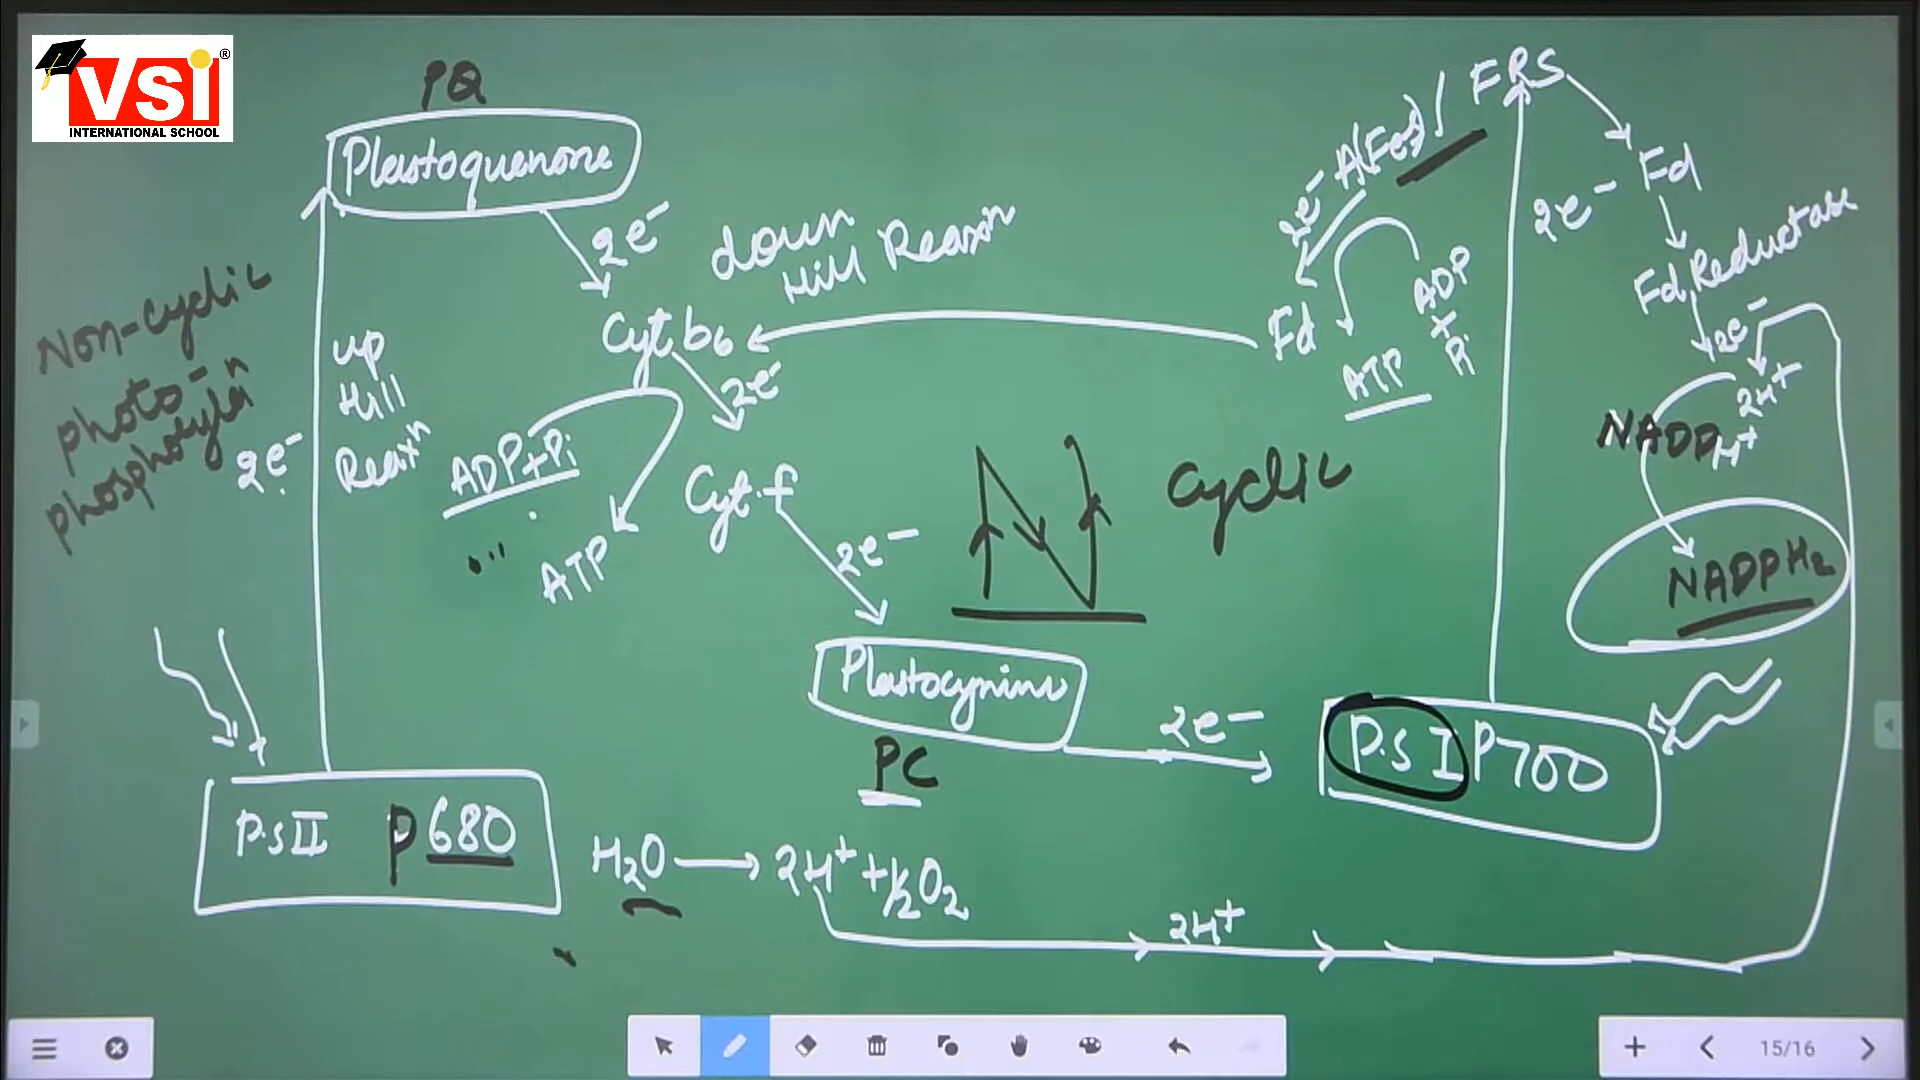 VSI
®
INTERNATIONAL SCHOOL
PQ
Plastoquenone
2e-
down
Hill Reaxn
Non-cyclic
photo-
phosphorylan
2e-
up
Hill
Reaxn
Cyt b6
2e-
ADP+Pi
ATP
Cyt.f
2e-
Cyclic
Plastocynine
PC
2e-
P.S II P680
H2O → 2H+ + 1/2O2
2H+
P.S I P700
FRS
A(FeS)
2e-
Fd
ADP
+
Pi
ATP
2e-
Fd
Fd Reductase
2e-
2H+
NADP
H+
NADPH2
15/16